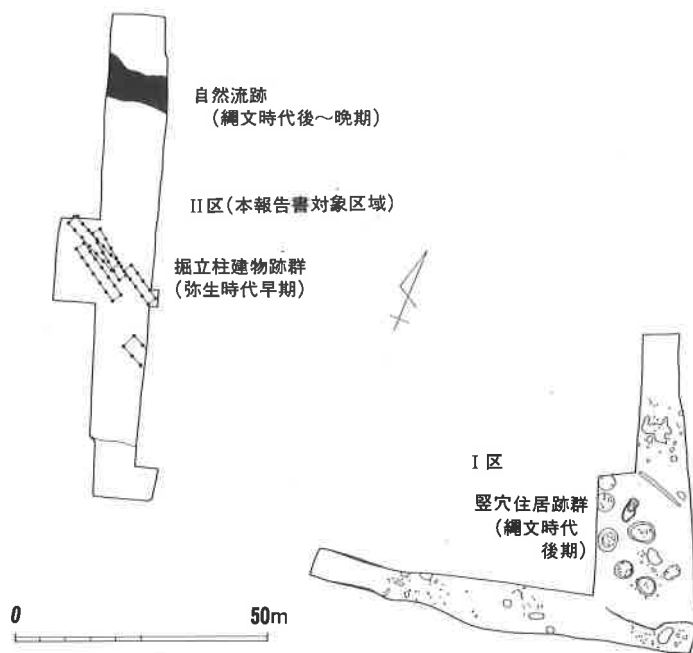 自然流跡
(縄文時代後～晩期)
II区(本報告書対象区域)
掘立柱建物跡群
(弥生時代早期)
I 区
竪穴住居跡群
(縄文時代
後期)
0 50m